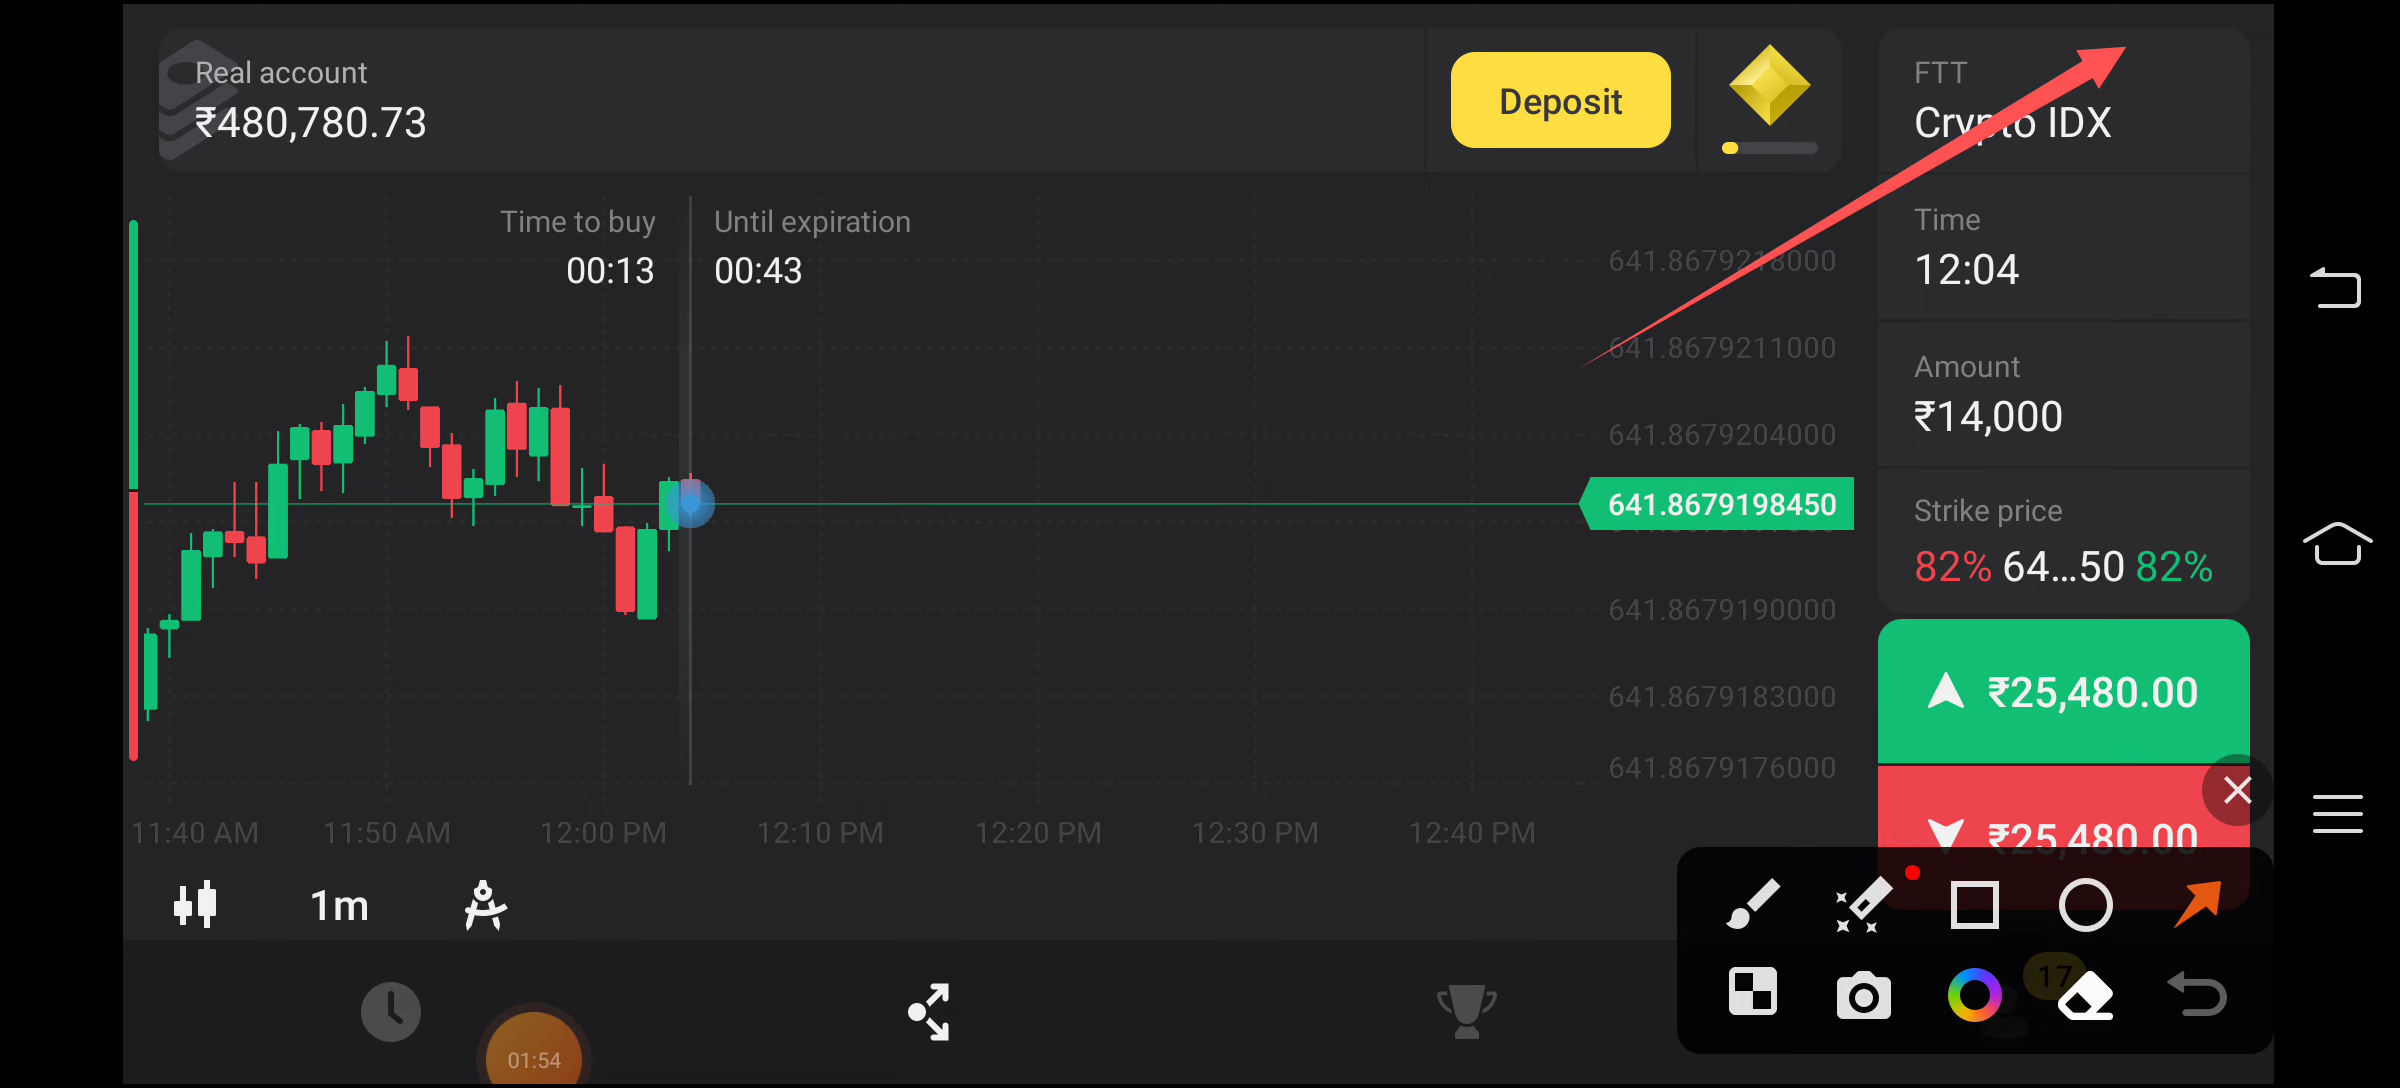 Real account
₹480,780.73
Deposit
FTT
Crypto IDX
Time to buy
00:13
Until expiration
00:43
Time
12:04
Amount
₹14,000
Strike price
82% 64...50 82%
641.8679218000
641.8679211000
641.8679204000
641.8679198450
641.8679190000
641.8679183000
641.8679176000
₹25,480.00
₹25,480.00
11:40 AM
11:50 AM
12:00 PM
12:10 PM
12:20 PM
12:30 PM
12:40 PM
1m
17
01:54